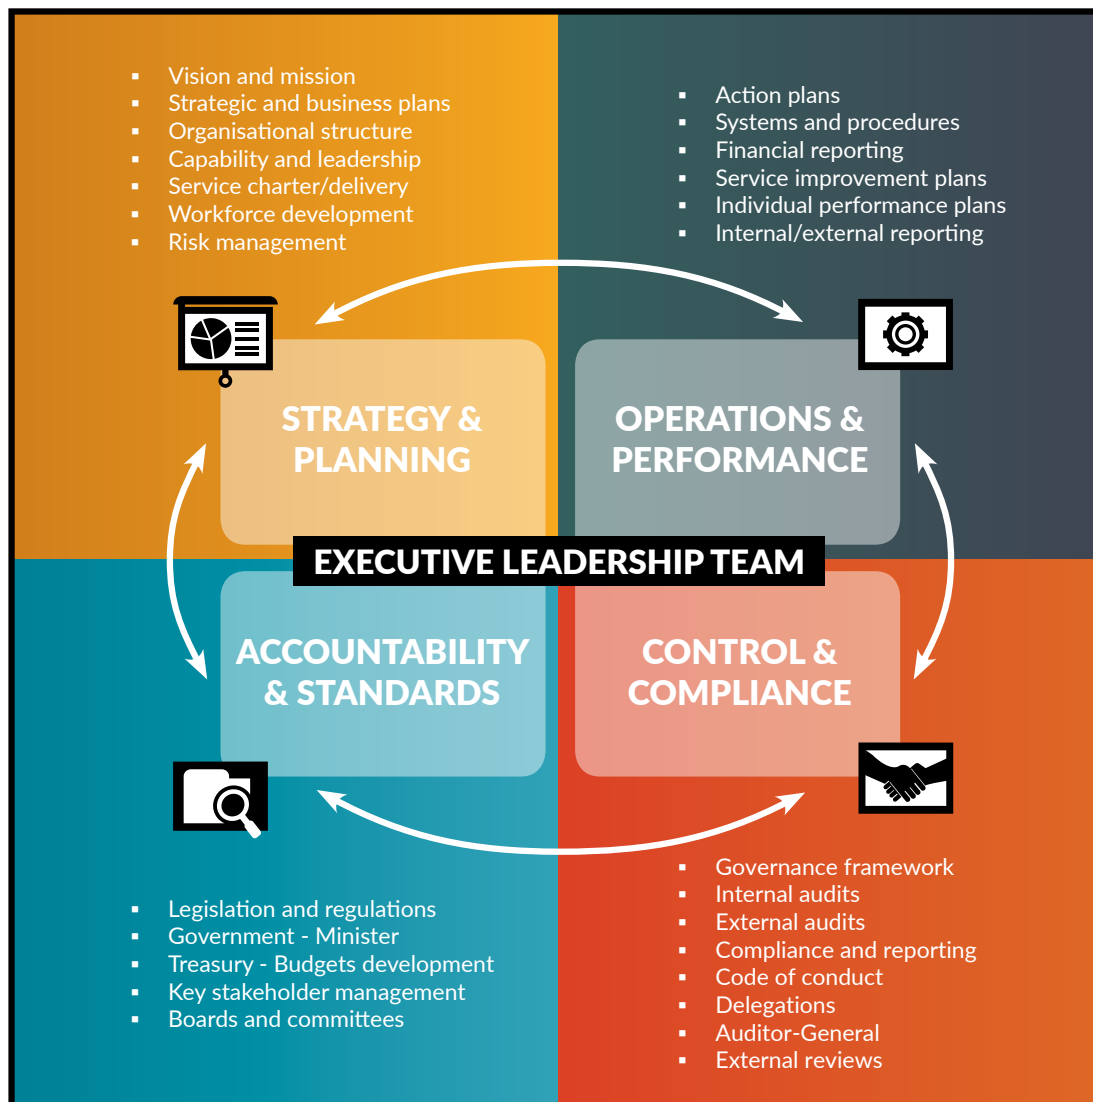 ▪ Vision and mission
▪ Strategic and business plans
▪ Organisational structure
▪ Capability and leadership
▪ Service charter/delivery
▪ Workforce development
▪ Risk management
▪ Action plans
▪ Systems and procedures
▪ Financial reporting
▪ Service improvement plans
▪ Individual performance plans
▪ Internal/external reporting
STRATEGY &
PLANNING
OPERATIONS &
PERFORMANCE
EXECUTIVE LEADERSHIP TEAM
ACCOUNTABILITY
& STANDARDS
CONTROL &
COMPLIANCE
▪ Legislation and regulations
▪ Government - Minister
▪ Treasury - Budgets development
▪ Key stakeholder management
▪ Boards and committees
▪ Governance framework
▪ Internal audits
▪ External audits
▪ Compliance and reporting
▪ Code of conduct
▪ Delegations
▪ Auditor-General
▪ External reviews